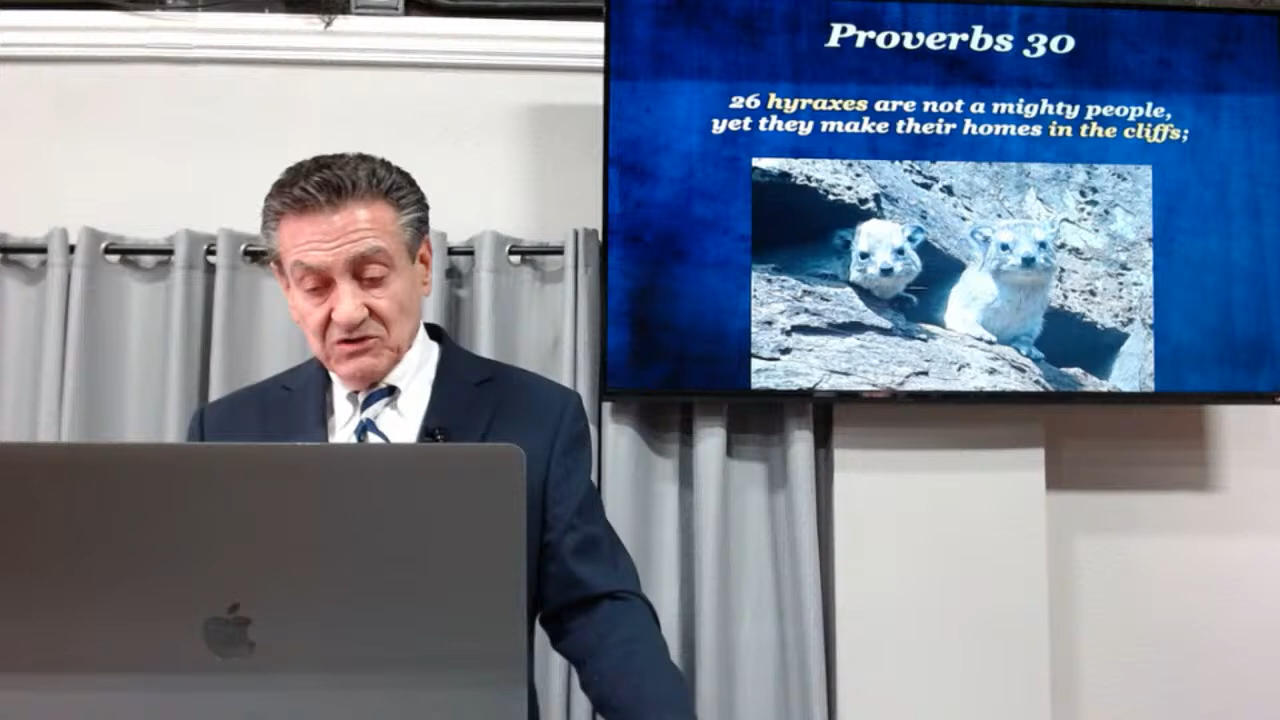 Proverbs 30
26 hyraxes are not a mighty people,
yet they make their homes in the cliffs;